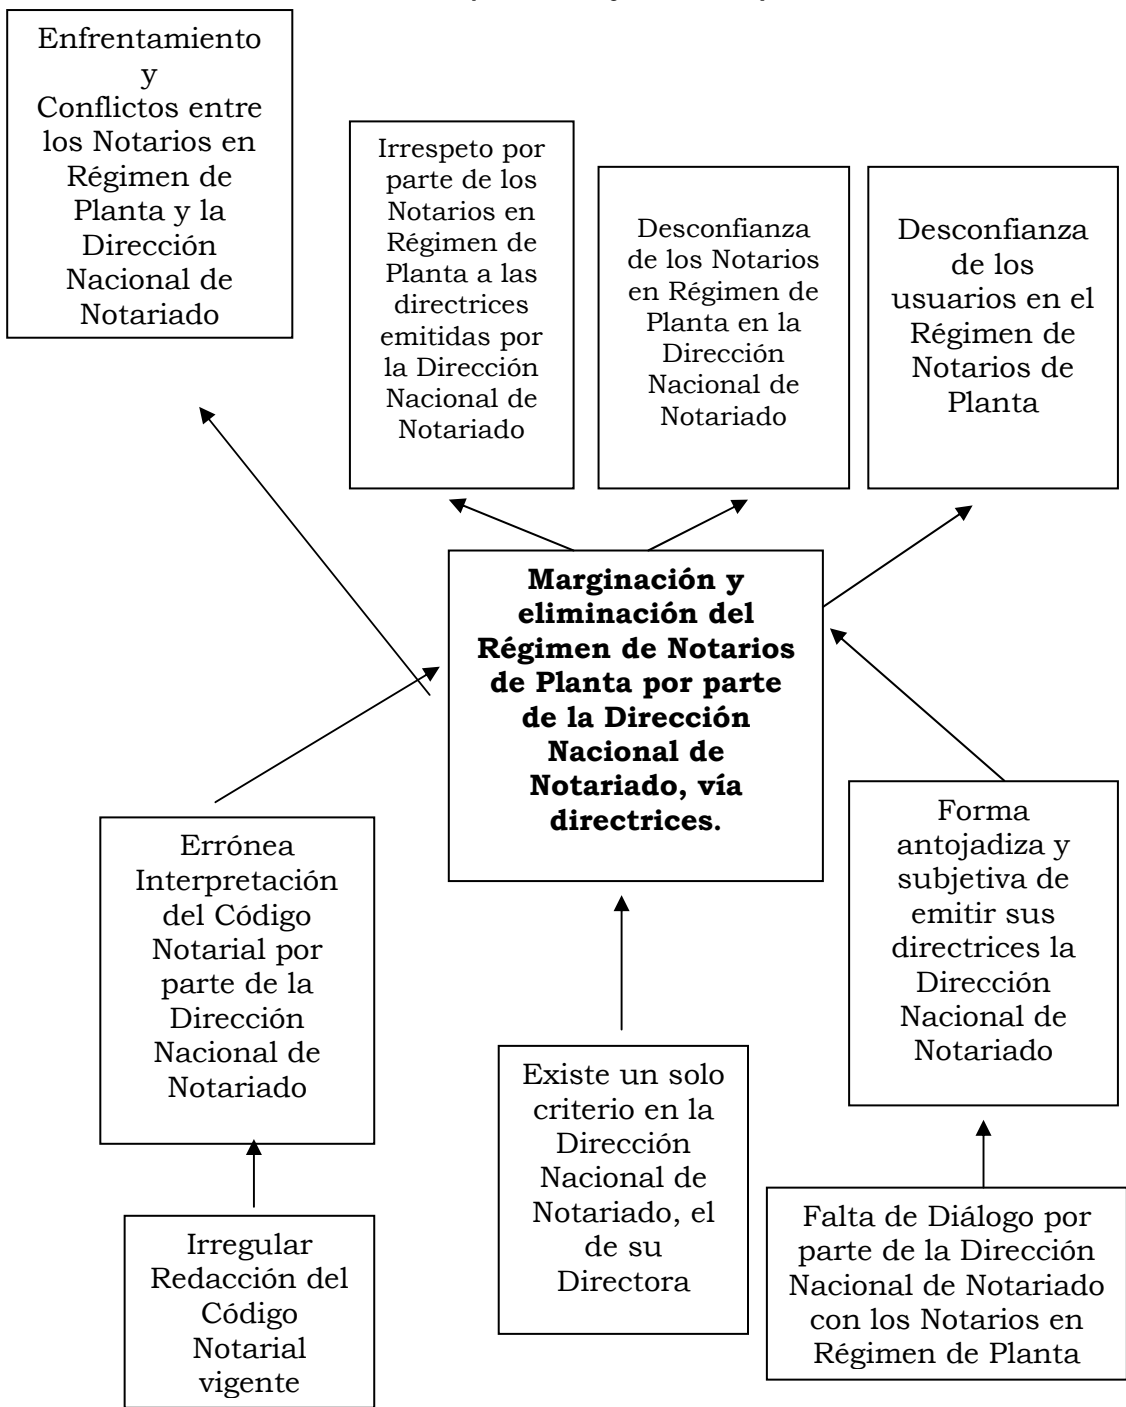 Enfrentamiento
y
Conflictos entre
los Notarios en
Régimen de
Planta y la
Dirección
Nacional de
Notariado
Irrespeto por
parte de los
Notarios en
Régimen de
Planta a las
directrices
emitidas por
la Dirección
Nacional de
Notariado
Desconfianza
de los Notarios
en Régimen de
Planta en la
Dirección
Nacional de
Notariado
Desconfianza
de los
usuarios en el
Régimen de
Notarios de
Planta
Marginación y
eliminación del
Régimen de Notarios
de Planta por parte
de la Dirección
Nacional de
Notariado, vía
directrices.
Errónea
Interpretación
del Código
Notarial por
parte de la
Dirección
Nacional de
Notariado
Existe un solo
criterio en la
Dirección
Nacional de
Notariado, el
de su
Directora
Forma
antojadiza y
subjetiva de
emitir sus
directrices la
Dirección
Nacional de
Notariado
Irregular
Redacción del
Código
Notarial
vigente
Falta de Diálogo por
parte de la Dirección
Nacional de Notariado
con los Notarios en
Régimen de Planta